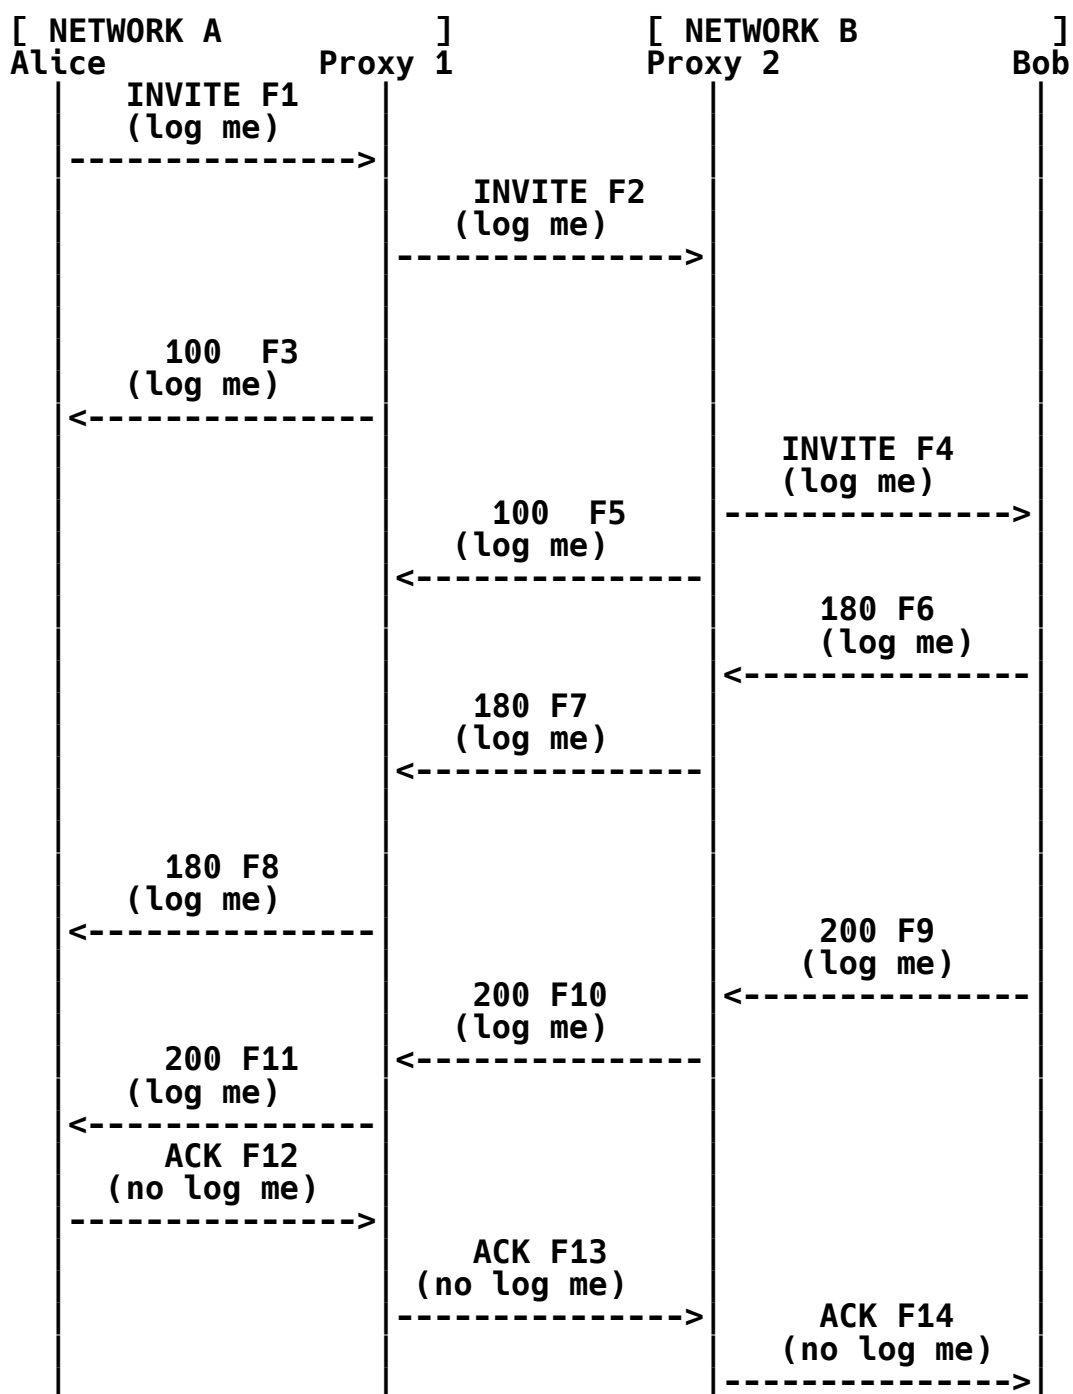 [ NETWORK A           ]          [ NETWORK B          ]
Alice           Proxy 1          Proxy 2            Bob
INVITE F1
(log me)
--------------->
INVITE F2
(log me)
--------------->
100  F3
(log me)
<---------------
INVITE F4
(log me)
100  F5        --------------->
(log me)
<---------------
180 F6
(log me)
<---------------
180 F7
(log me)
<---------------
180 F8
(log me)
<---------------
200 F9
(log me)
200 F10        <---------------
(log me)
200 F11        <---------------
(log me)
<---------------
ACK F12
(no log me)
--------------->
ACK F13
(no log me)
--------------->
ACK F14
(no log me)
--------------->